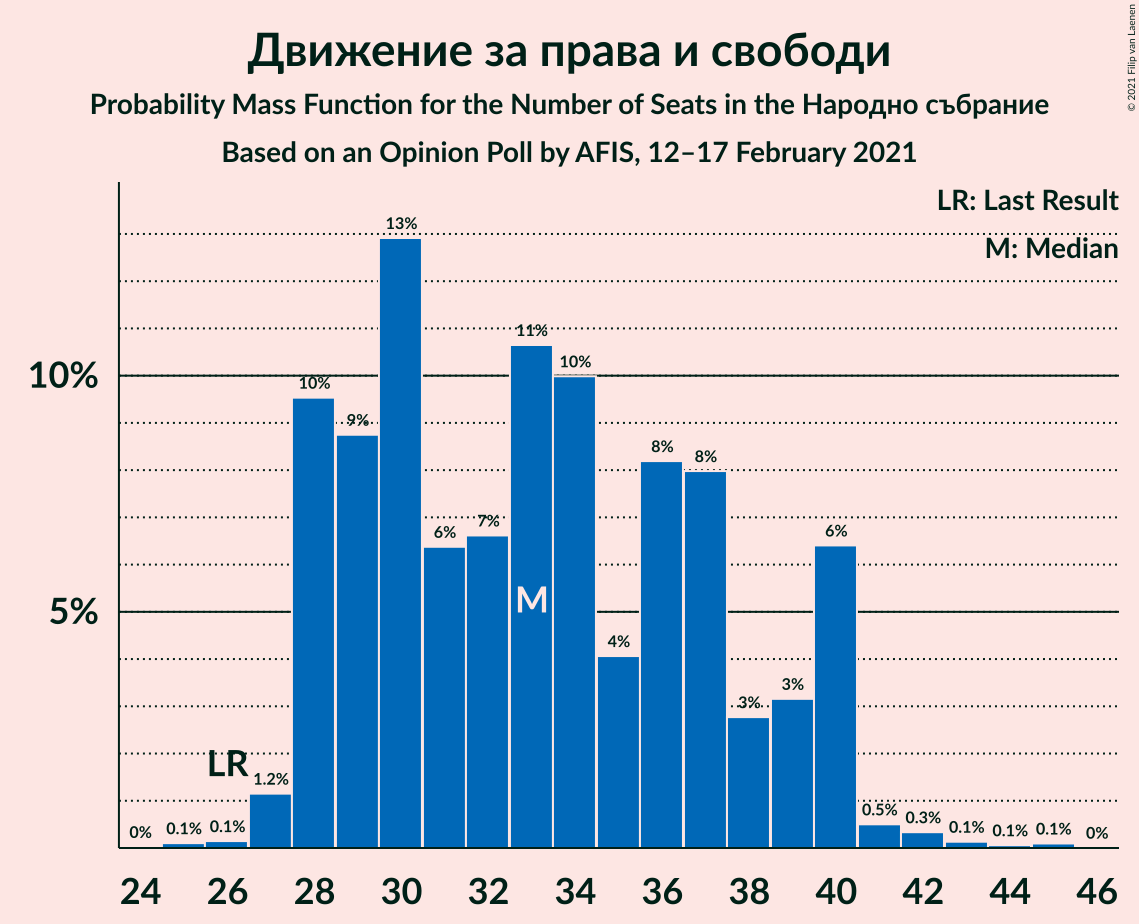 Движение за права и свободи
Probability Mass Function for the Number of Seats in the Народно събрание
Based on an Opinion Poll by AFIS, 12–17 February 2021
© 2021 Filip van Laenen
LR: Last Result
M: Median
10%
5%
0%
0.1%
0.1%
1.2%
10%
9%
13%
6%
7%
11%
10%
4%
8%
8%
3%
3%
6%
0.5%
0.3%
0.1%
0.1%
0.1%
0%
LR
M
24 26 28 30 32 34 36 38 40 42 44 46